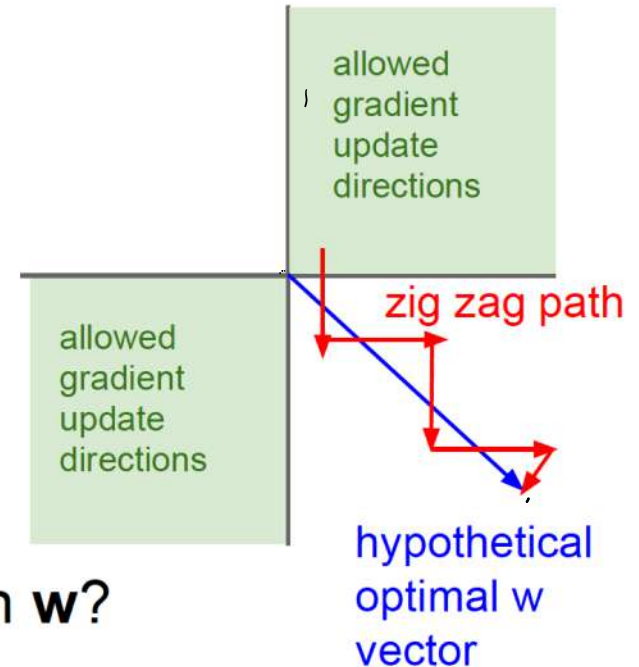 allowed
gradient
update
directions
zig zag path
allowed
gradient
update
directions
hypothetical
optimal w
vector
w?